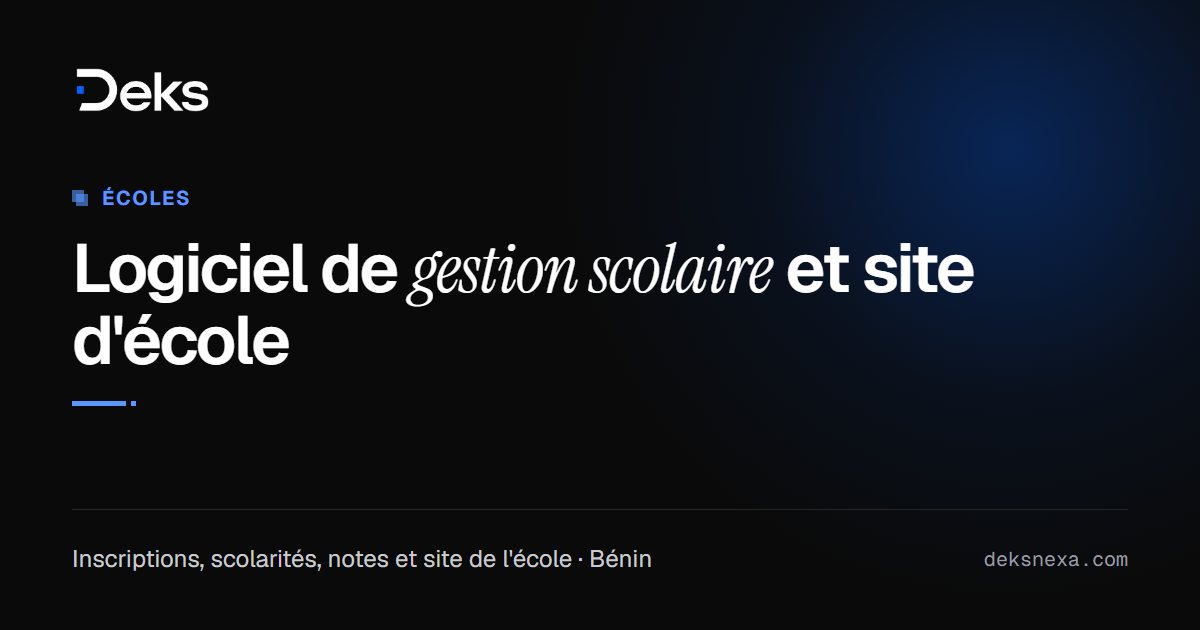 Deks
ÉCOLES
Logiciel de gestion scolaire et site
d'école
Inscriptions, scolarités, notes et site de l'école · Bénin
deksnexa.com